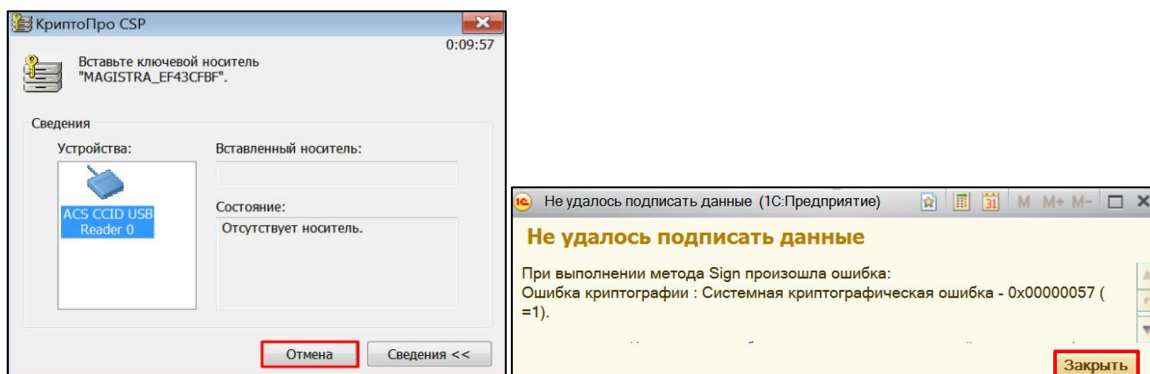 КриптоПро CSP
0:09:57
Вставьте ключевой носитель
"MAGISTRA_EF43CFBF".
Сведения
Устройства:
Вставленный носитель:
ACS CCID USB
Reader 0
Состояние:
Отсутствует носитель.
Отмена
Сведения <<
1С
Не удалось подписать данные (1С:Предприятие)
31
M M+ M-
Не удалось подписать данные
При выполнении метода Sign произошла ошибка:
Ошибка криптографии : Системная криптографическая ошибка - 0x00000057 (
=1).
Закрыть